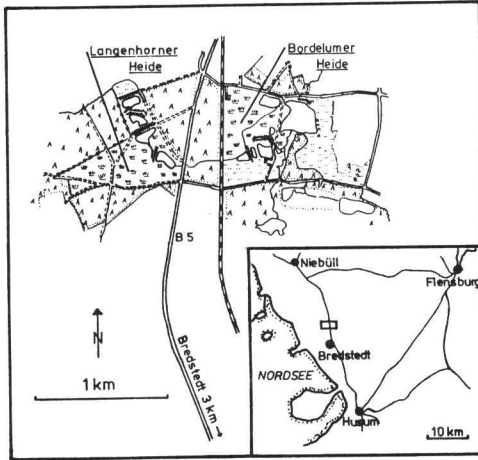 Langenhorner
Heide
Bordelumer
Heide
B 5
N
1 km
Bredstedt 3 km →
Niebüll
Flensburg
Bredstedt
NORDSEE
Husum
10 km